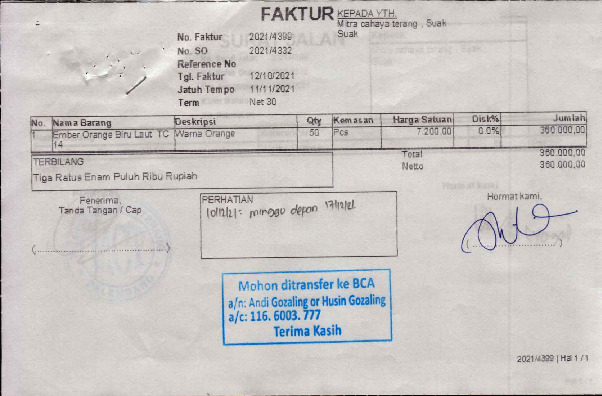 FAKTUR
KEPADA YTH.
Mitra cahaya terang , Suak
Suak
No. Faktur 2021/4399
No. SO 2021/4332
Reference No
Tgl. Faktur 12/10/2021
Jatuh Tempo 11/11/2021
Term Net 30
No. Nama Barang Deskripsi Qty Kemasan Harga Satuan Disk% Jumlah
1 Ember Orange Biru Laut TC Warna Orange 50 Pcs 7.200,00 0.0% 360.000,00
14
TERBILANG
Tiga Ratus Enam Puluh Ribu Rupiah
Total 360.000,00
Netto 360.000,00
Penerima,
Tanda Tangan / Cap
(.....................................)
PERHATIAN
10/12/21: minggu depan 17/12/21
Hormat kami,
(.....................................)
Mohon ditransfer ke BCA
a/n: Andi Gozaling or Husin Gozaling
a/c: 116. 6003. 777
Terima Kasih
2021/4399 | Hal 1 / 1